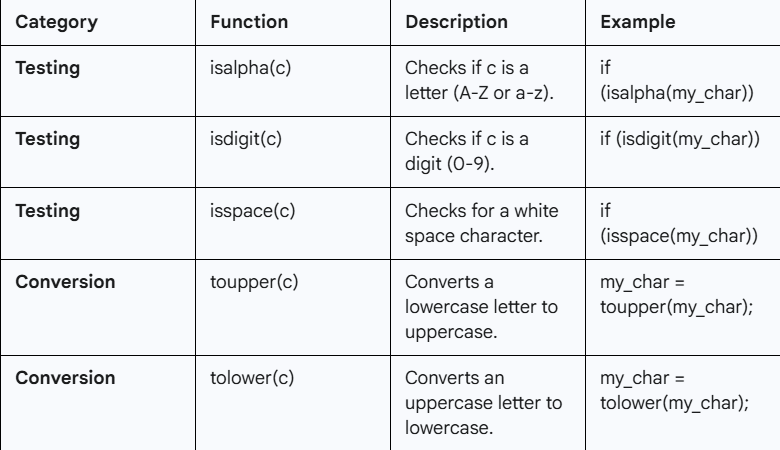 Category Function Description Example
Testing isalpha(c) Checks if c is a if
letter (A-Z or a-z). (isalpha(my_char))
Testing isdigit(c) Checks if c is a if (isdigit(my_char))
digit (0-9).
Testing isspace(c) Checks for a white if
space character. (isspace(my_char))
Conversion toupper(c) Converts a my_char =
lowercase letter to toupper(my_char);
uppercase.
Conversion tolower(c) Converts an my_char =
uppercase letter to tolower(my_char);
lowercase.